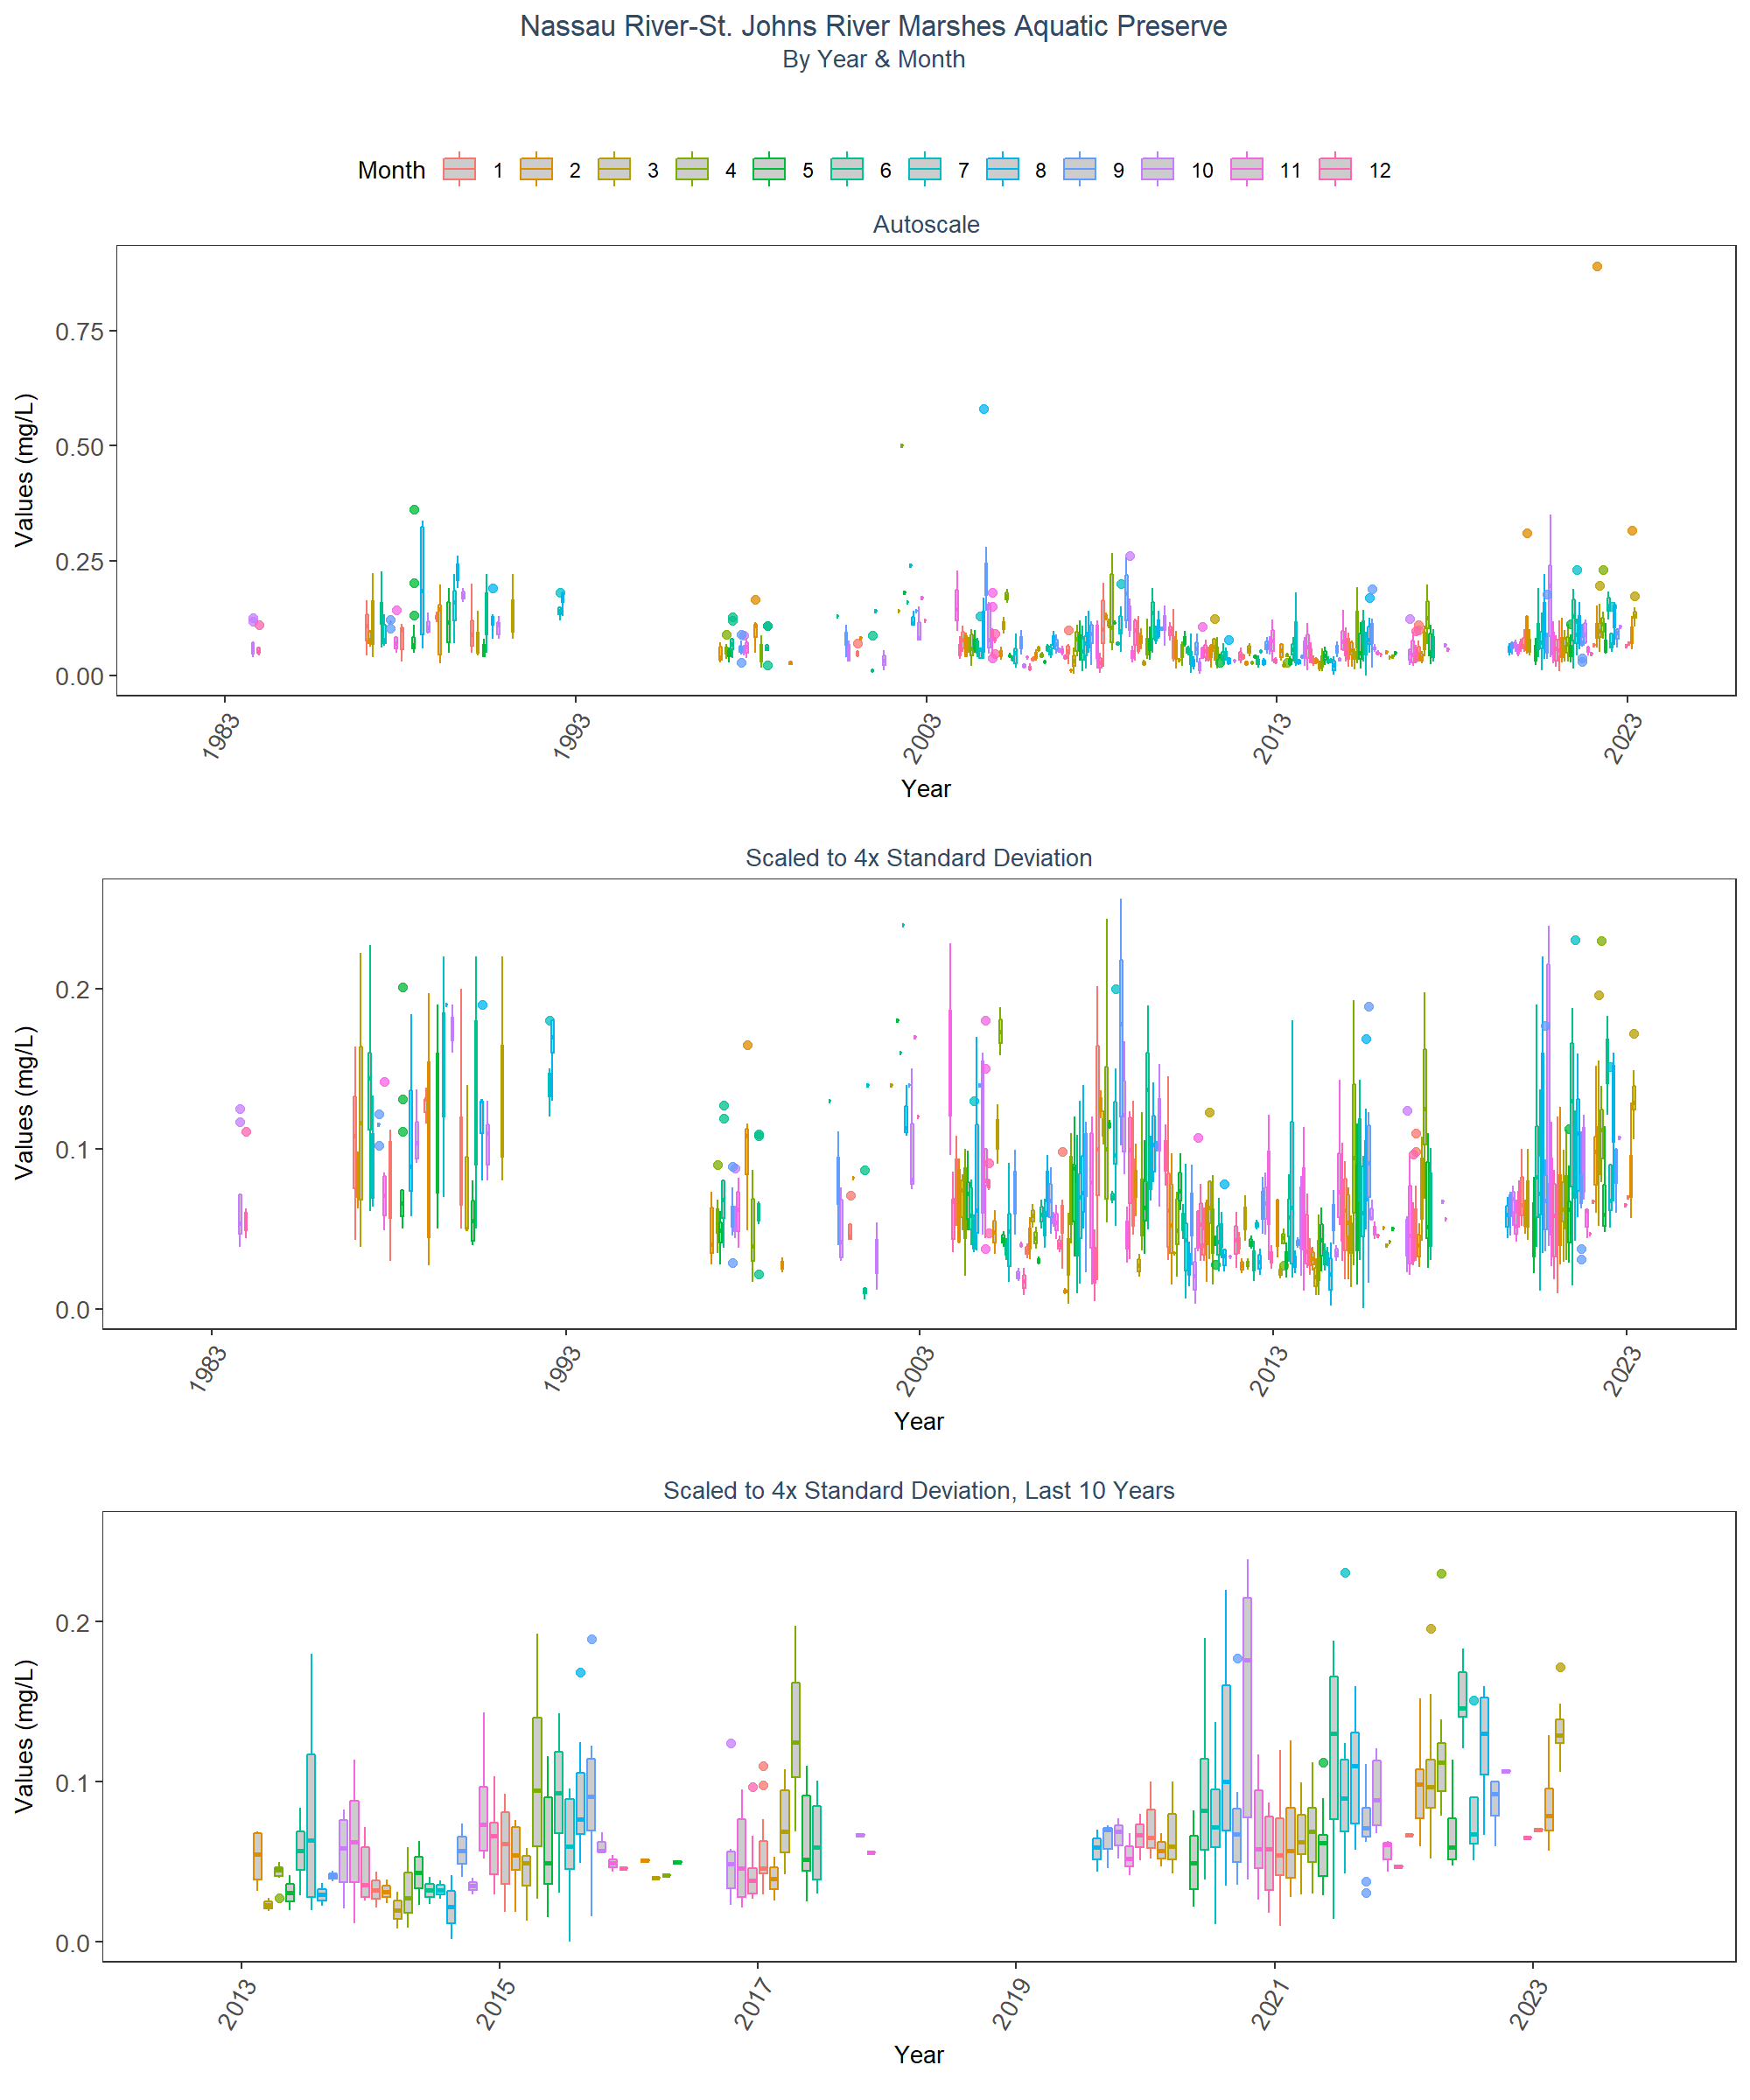 Nassau River-St. Johns River Marshes Aquatic Preserve
By Year & Month
Month 1 2 3 4 5 6 7 8 9 10 11 12
Autoscale
Values (mg/L)
0.75
0.50
0.25
0.00
1983 1993 2003 2013 2023
Year
Scaled to 4x Standard Deviation
Values (mg/L)
0.2
0.1
0.0
1983 1993 2003 2013 2023
Year
Scaled to 4x Standard Deviation, Last 10 Years
Values (mg/L)
0.2
0.1
0.0
2013 2015 2017 2019 2021 2023
Year